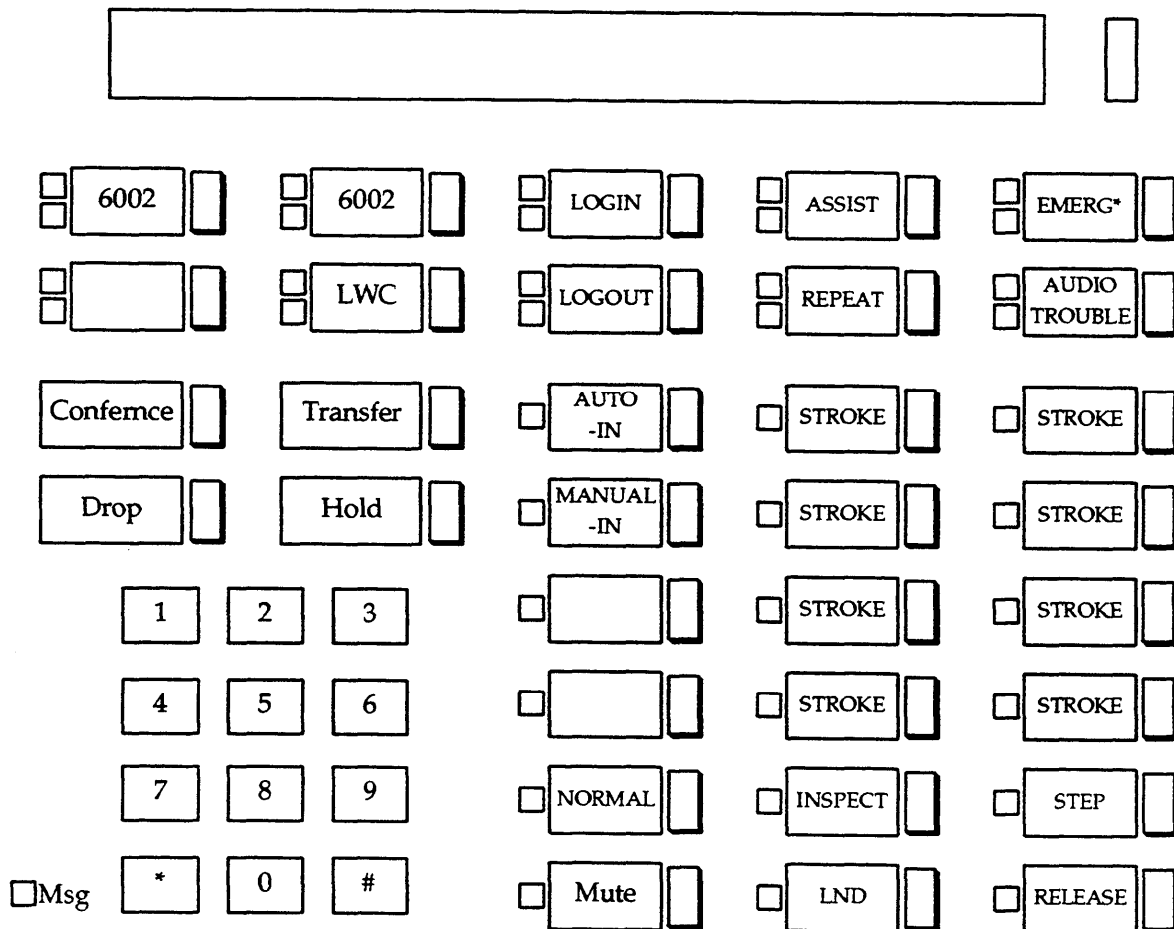 6002
6002
LOGIN
ASSIST
EMERG*
LWC
LOGOUT
REPEAT
AUDIO
TROUBLE
Confernce
Transfer
AUTO
-IN
STROKE
STROKE
Drop
Hold
MANUAL
-IN
STROKE
STROKE
1
2
3
STROKE
STROKE
4
5
6
STROKE
STROKE
7
8
9
NORMAL
INSPECT
STEP
Msg
*
0
#
Mute
LND
RELEASE